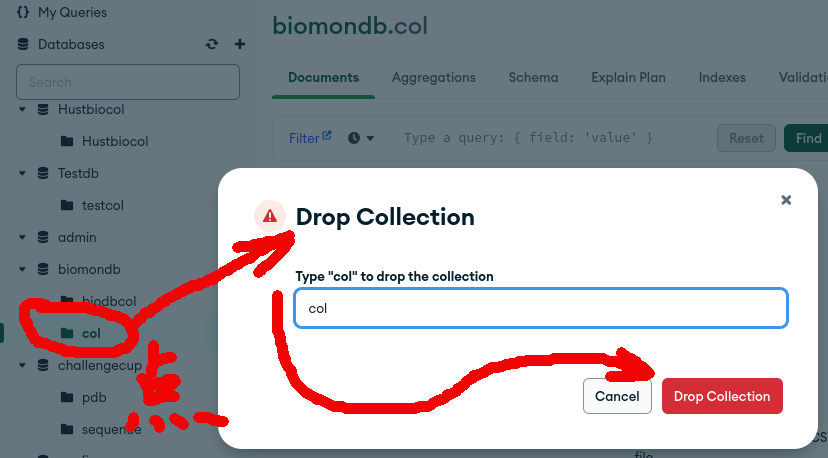 My Queries
Databases
Search
Hustbiocol
Hustbiocol
Testdb
testcol
admin
biomondb
biodbcol
col
challengecup
pdb
sequence
biomondb.col
Documents Aggregations Schema Explain Plan Indexes Validati
Filter Type a query: { field: 'value' } Reset Find
Drop Collection
Type "col" to drop the collection
col
Cancel Drop Collection
file